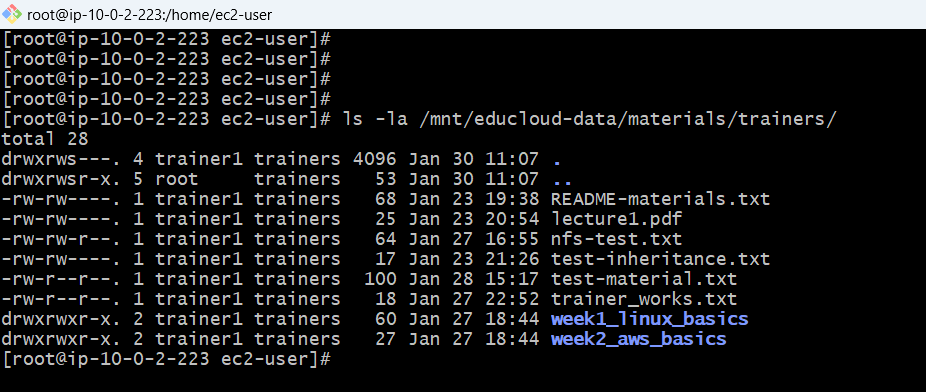 root@ip-10-0-2-223:/home/ec2-user
[root@ip-10-0-2-223 ec2-user]#
[root@ip-10-0-2-223 ec2-user]#
[root@ip-10-0-2-223 ec2-user]#
[root@ip-10-0-2-223 ec2-user]#
[root@ip-10-0-2-223 ec2-user]# ls -la /mnt/educloud-data/materials/trainers/
total 28
drwxrws---. 4 trainer1 trainers 4096 Jan 30 11:07 .
drwxrwsr-x. 5 root     trainers   53 Jan 30 11:07 ..
-rw-rw----. 1 trainer1 trainers   68 Jan 23 19:38 README-materials.txt
-rw-rw----. 1 trainer1 trainers   25 Jan 23 20:54 lecture1.pdf
-rw-rw-r--. 1 trainer1 trainers   64 Jan 27 16:55 nfs-test.txt
-rw-rw----. 1 trainer1 trainers   17 Jan 23 21:26 test-inheritance.txt
-rw-r--r--. 1 trainer1 trainers  100 Jan 28 15:17 test-material.txt
-rw-r--r--. 1 trainer1 trainers   18 Jan 27 22:52 trainer_works.txt
drwxrwxr-x. 2 trainer1 trainers   60 Jan 27 18:44 week1_linux_basics
drwxrwxr-x. 2 trainer1 trainers   27 Jan 27 18:44 week2_aws_basics
[root@ip-10-0-2-223 ec2-user]#